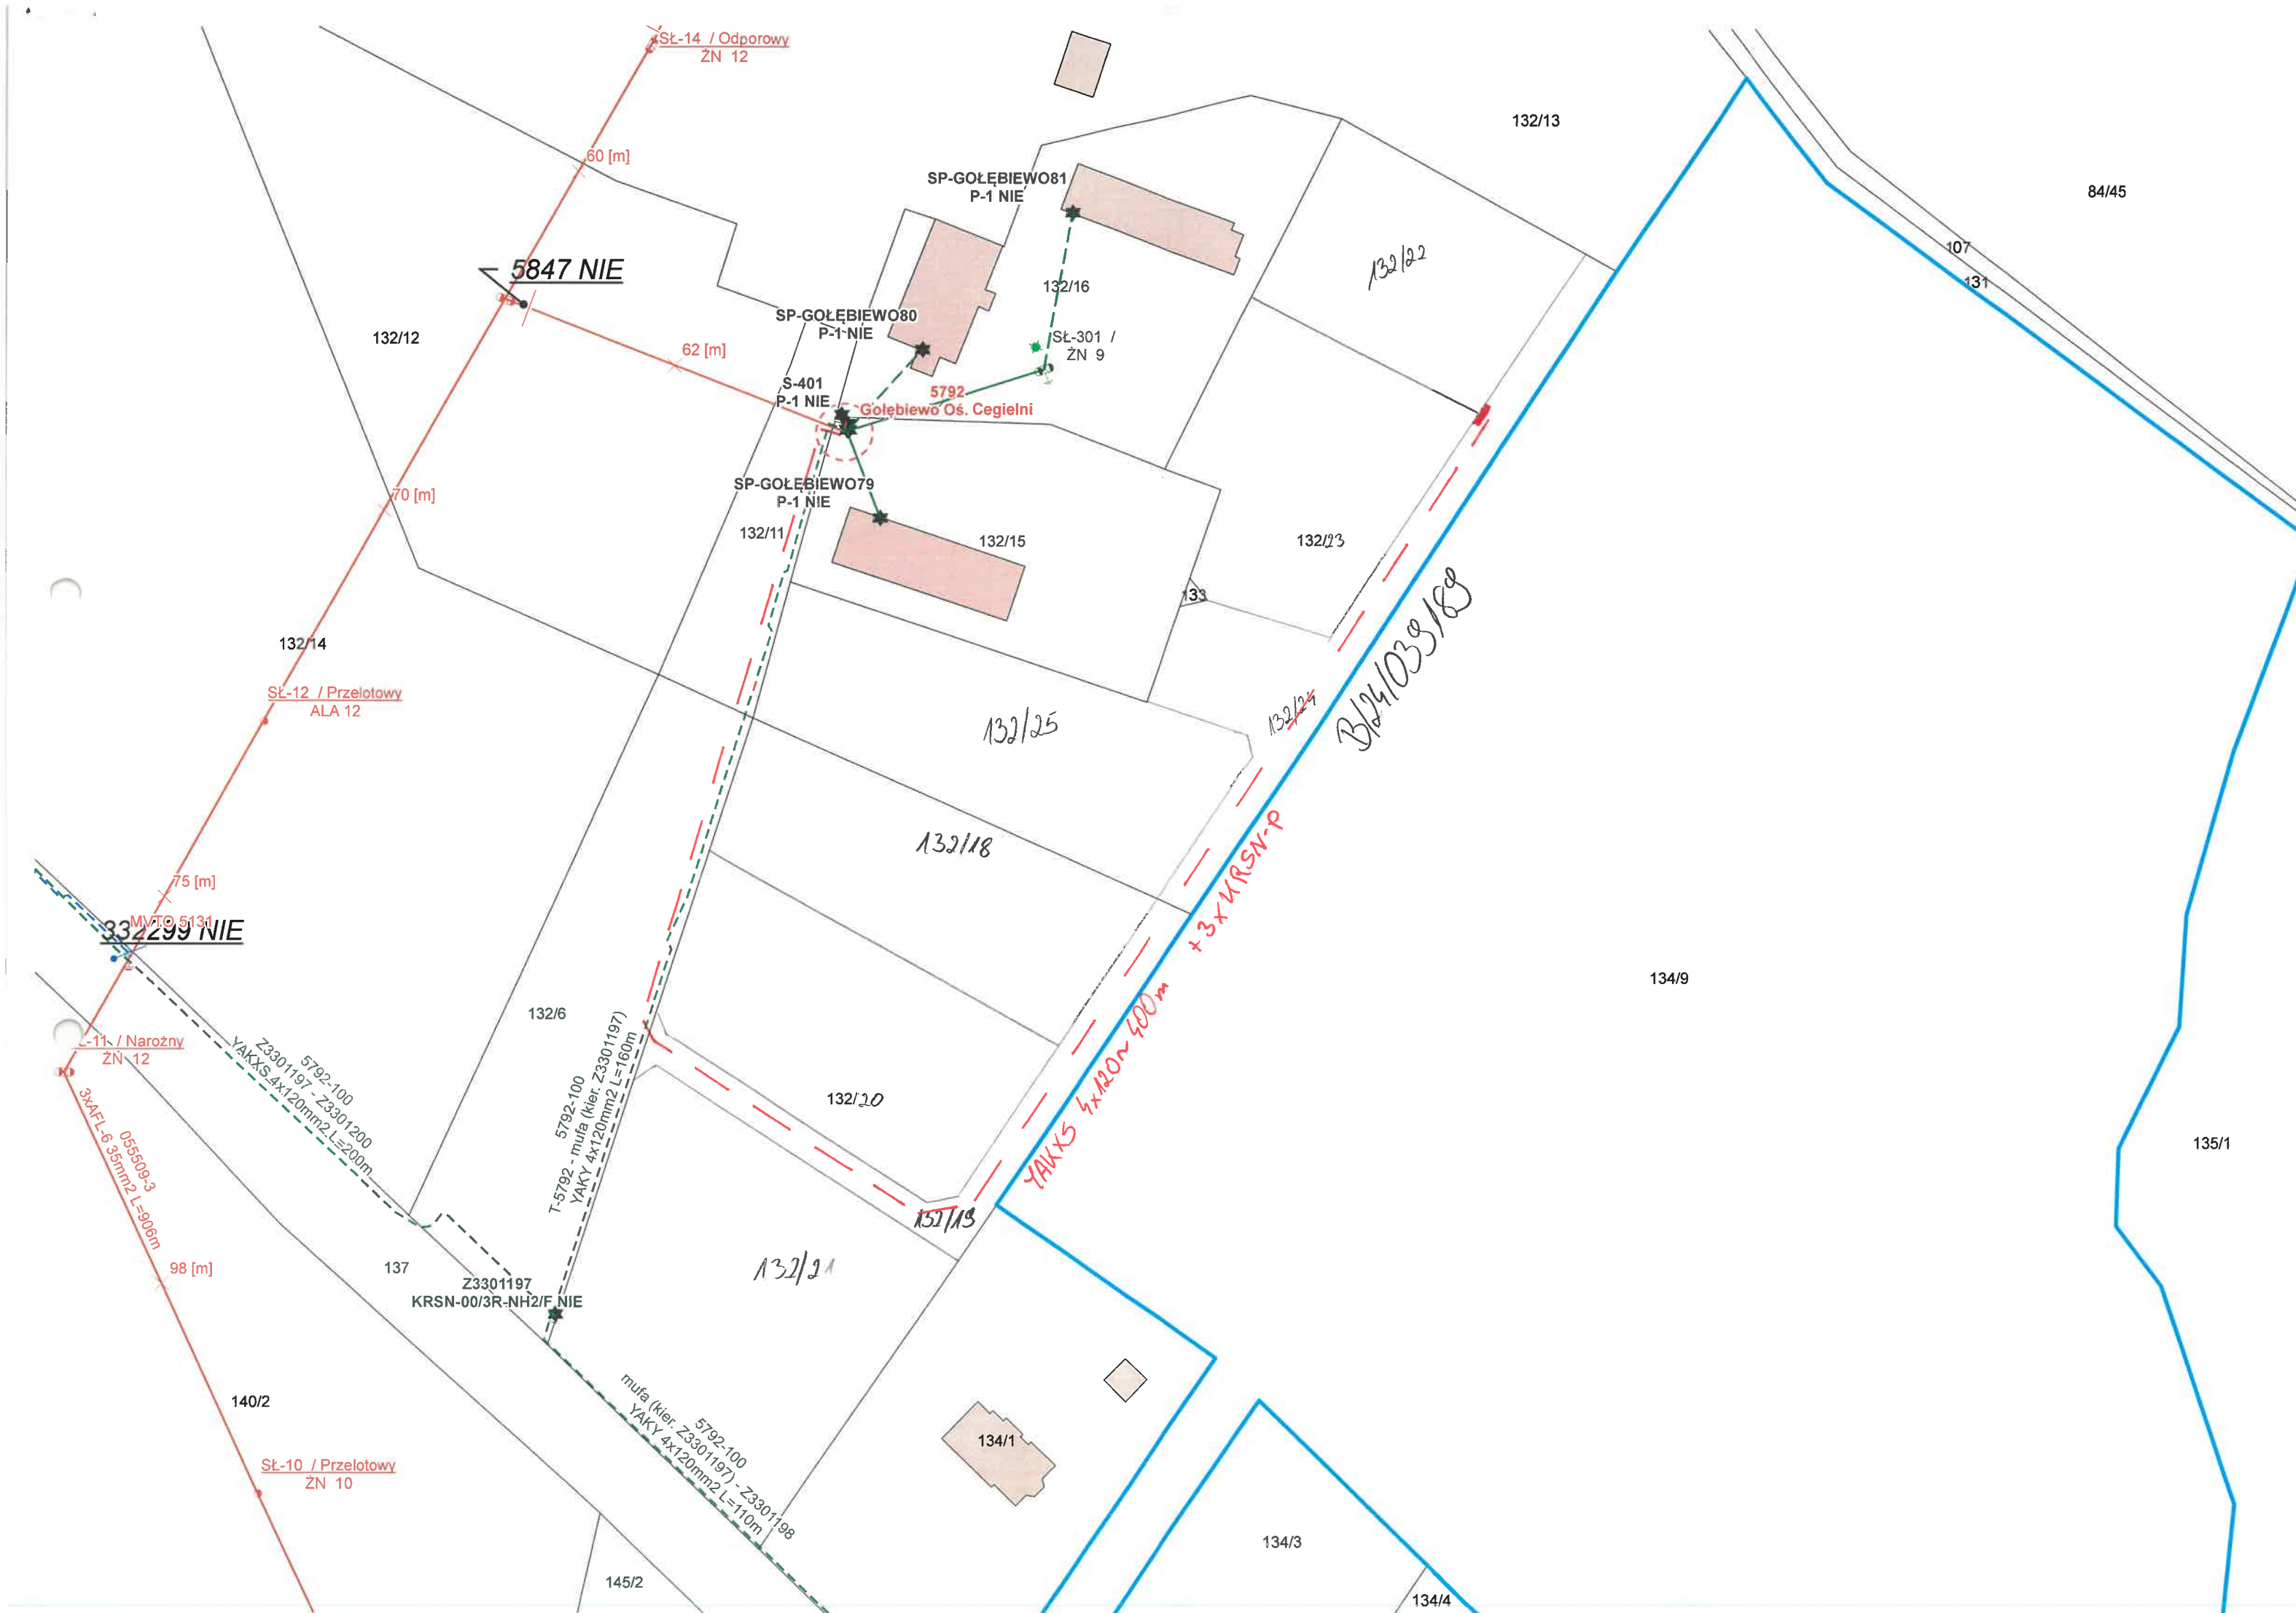 SŁ-14 / Odporowy
ŻN 12
60 [m]
132/13
84/45
107
131
SP-GOŁĘBIEWO81
P-1 NIE
132/22
5847 NIE
132/16
132/12
SP-GOŁĘBIEWO80
P-1 NIE
62 [m]
SŁ-301 /
ŻN 9
S-401
P-1 NIE
5792
Gołębiewo Oś. Cegielni
70 [m]
SP-GOŁĘBIEWO79
P-1 NIE
132/11
132/15
132/23
133
B/24/039189
132/14
SŁ-12 / Przelotowy
ALA 12
132/25
132/24
132/18
+ 3 x KRSN-P
75 [m]
MVTO 5131
332299 NIE
134/9
132/6
YAKXS 4x120 ~ 400m
-11 / Narożny
ŻN 12
5792-100
Z3301197 - Z3301200
YAKXS 4x120mm2 L=200m
5792-100
T-5792 - mufa (kier. Z3301197)
YAKY 4x120mm2 L=160m
132/20
135/1
055509-3
3xAFL-6 35mm2 L=906m
132/19
98 [m]
137
132/21
Z3301197
KRSN-00/3R-NH2/F NIE
140/2
5792-100
mufa (kier. Z3301197) - Z3301198
YAKY 4x120mm2 L=110m
134/1
SŁ-10 / Przelotowy
ŻN 10
134/3
145/2
134/4